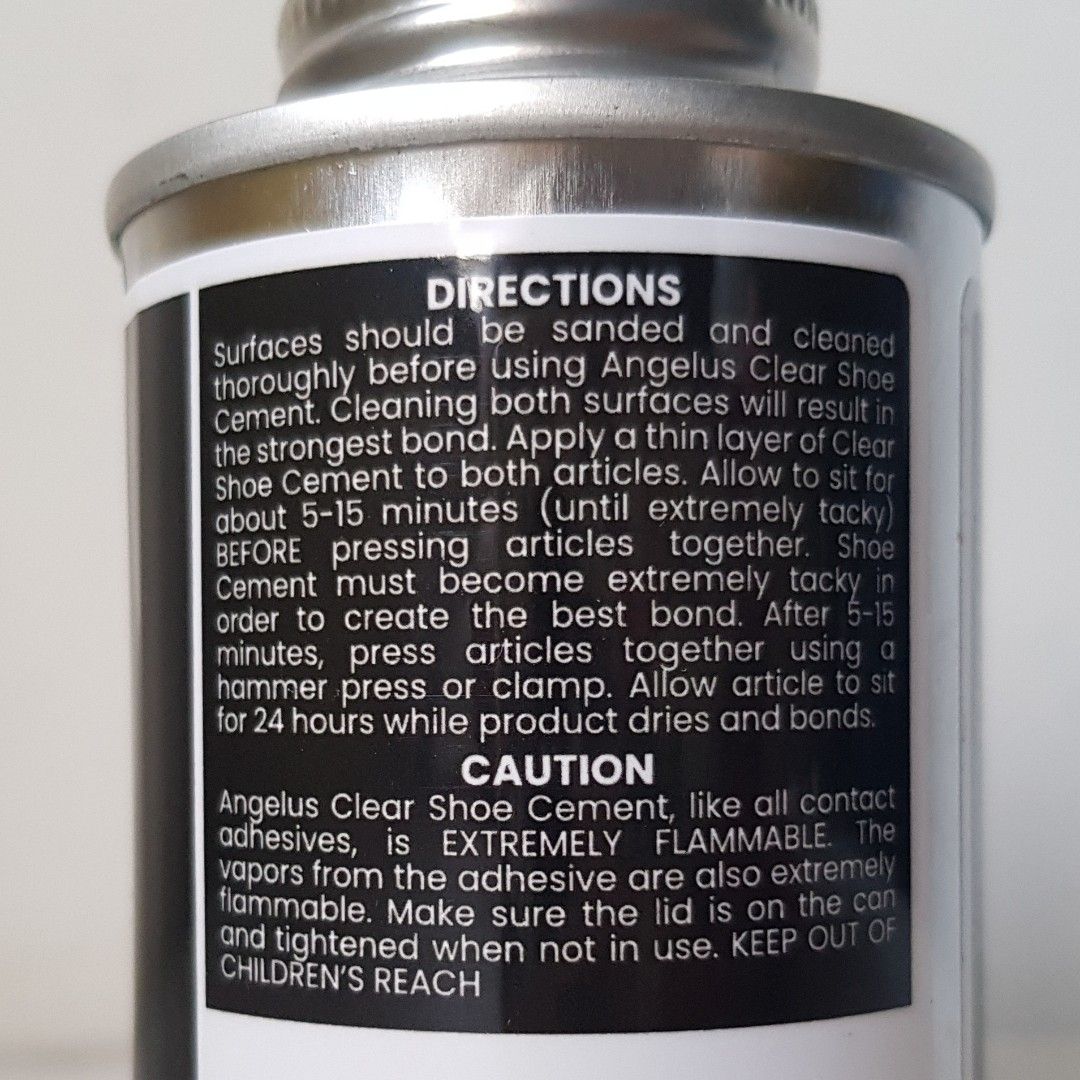 DIRECTIONS
Surfaces should be sanded and cleaned
thoroughly before using Angelus Clear Shoe
Cement. Cleaning both surfaces will result in
the strongest bond. Apply a thin layer of Clear
Shoe Cement to both articles. Allow to sit for
about 5-15 minutes (until extremely tacky)
BEFORE pressing articles together. Shoe
Cement must become extremely tacky in
order to create the best bond. After 5-15
minutes, press articles together using a
hammer press or clamp. Allow article to sit
for 24 hours while product dries and bonds.
CAUTION
Angelus Clear Shoe Cement, like all contact
adhesives, is EXTREMELY FLAMMABLE. The
vapors from the adhesive are also extremely
flammable. Make sure the lid is on the can
and tightened when not in use. KEEP OUT OF
CHILDREN'S REACH